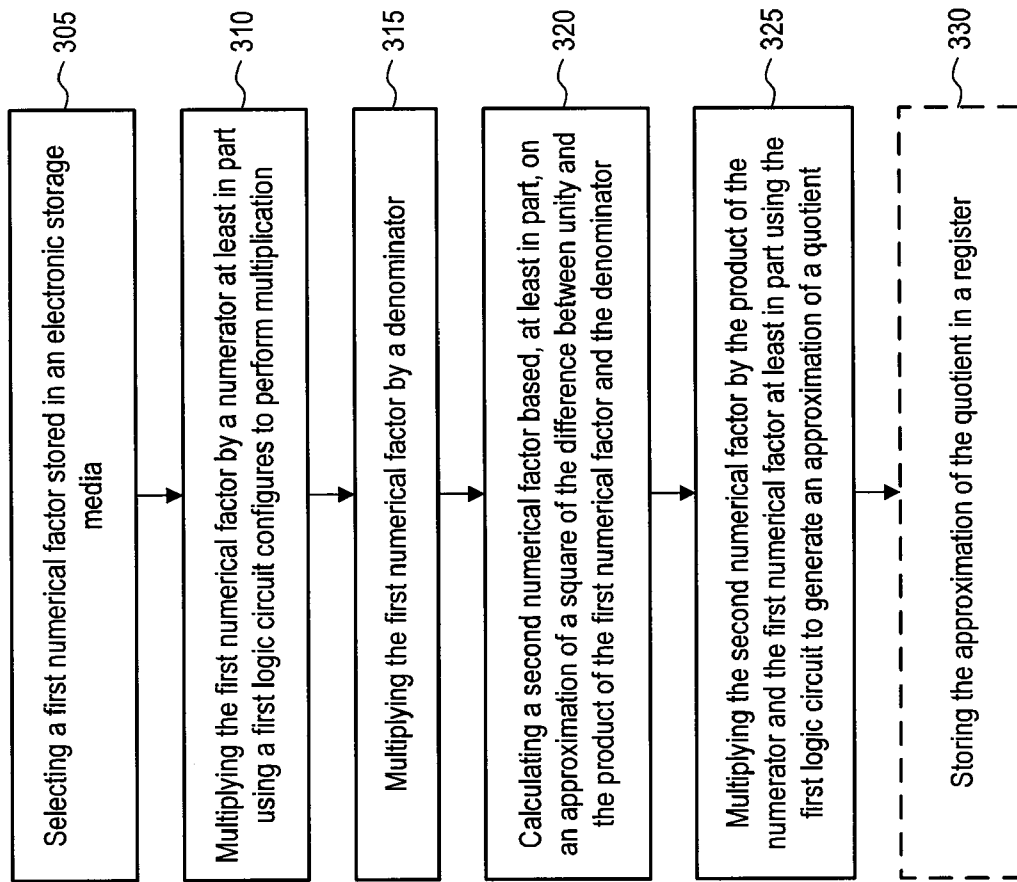 305
Selecting a first numerical factor stored in an electronic storage
media
310
Multiplying the first numerical factor by a numerator at least in part
using a first logic circuit configures to perform multiplication
315
Multiplying the first numerical factor by a denominator
320
Calculating a second numerical factor based, at least in part, on
an approximation of a square of the difference between unity and
the product of the first numerical factor and the denominator
325
Multiplying the second numerical factor by the product of the
numerator and the first numerical factor at least in part using the
first logic circuit to generate an approximation of a quotient
330
Storing the approximation of the quotient in a register